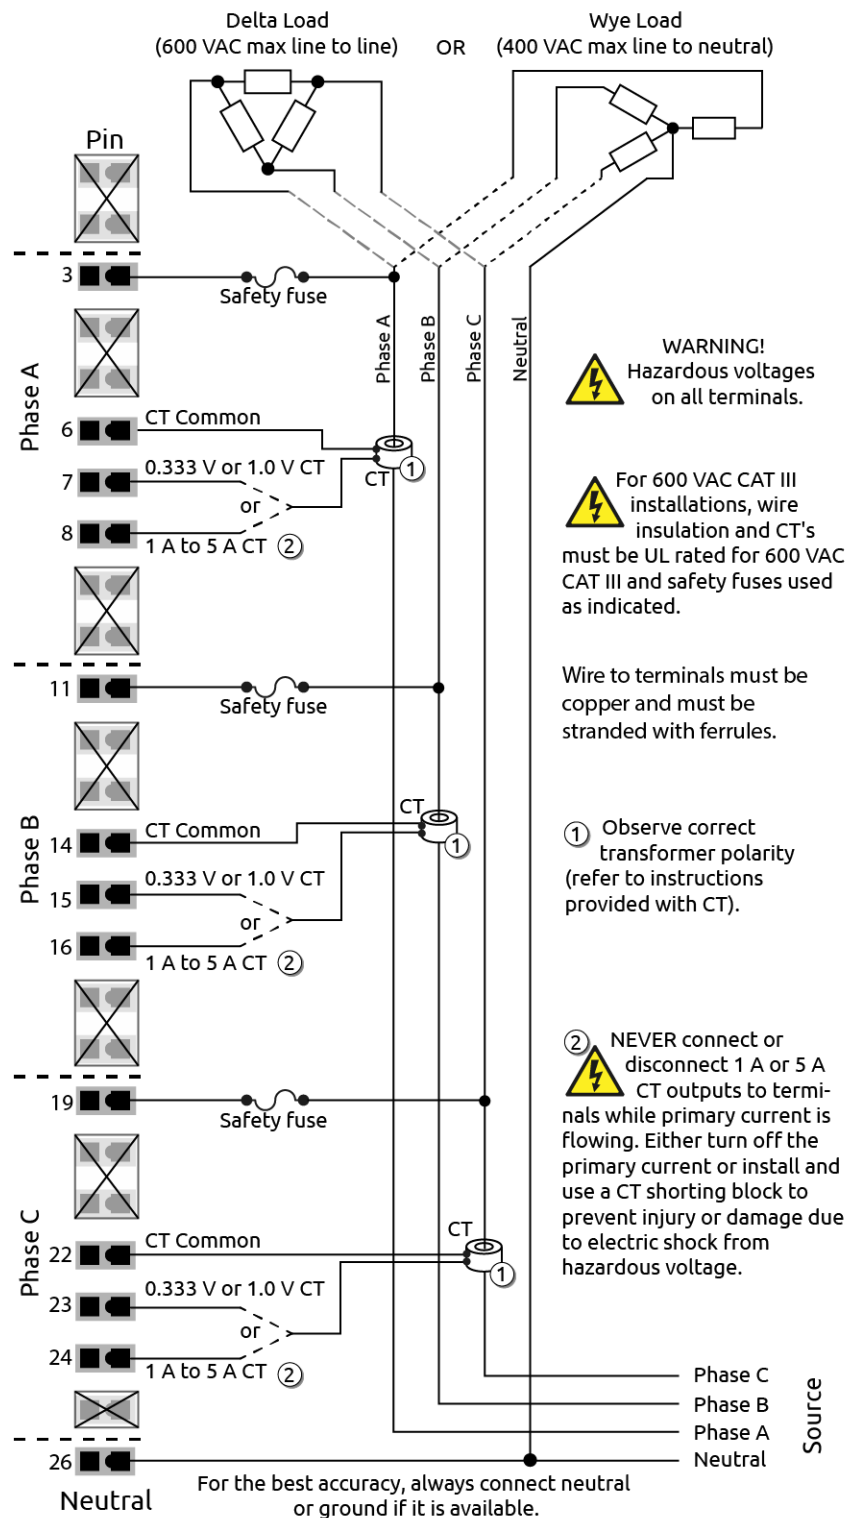 Delta Load
(600 VAC max line to line)
OR
Wye Load
(400 VAC max line to neutral)
Pin
3
Safety fuse
Phase A
Phase A
Phase B
Phase C
Neutral
6
CT Common
7
0.333 V or 1.0 V CT
or
8
1 A to 5 A CT 2
CT 1
11
Safety fuse
Phase B
14
CT Common
15
0.333 V or 1.0 V CT
or
16
1 A to 5 A CT 2
CT
1
19
Safety fuse
Phase C
22
CT Common
23
0.333 V or 1.0 V CT
or
24
1 A to 5 A CT 2
CT
1
26
Neutral
Phase C
Phase B
Phase A
Neutral
Source
For the best accuracy, always connect neutral
or ground if it is available.
WARNING!
Hazardous voltages
on all terminals.
For 600 VAC CAT III
installations, wire
insulation and CT's
must be UL rated for 600 VAC
CAT III and safety fuses used
as indicated.
Wire to terminals must be
copper and must be
stranded with ferrules.
1 Observe correct
transformer polarity
(refer to instructions
provided with CT).
2 NEVER connect or
disconnect 1 A or 5 A
CT outputs to termi-
nals while primary current is
flowing. Either turn off the
primary current or install and
use a CT shorting block to
prevent injury or damage due
to electric shock from
hazardous voltage.